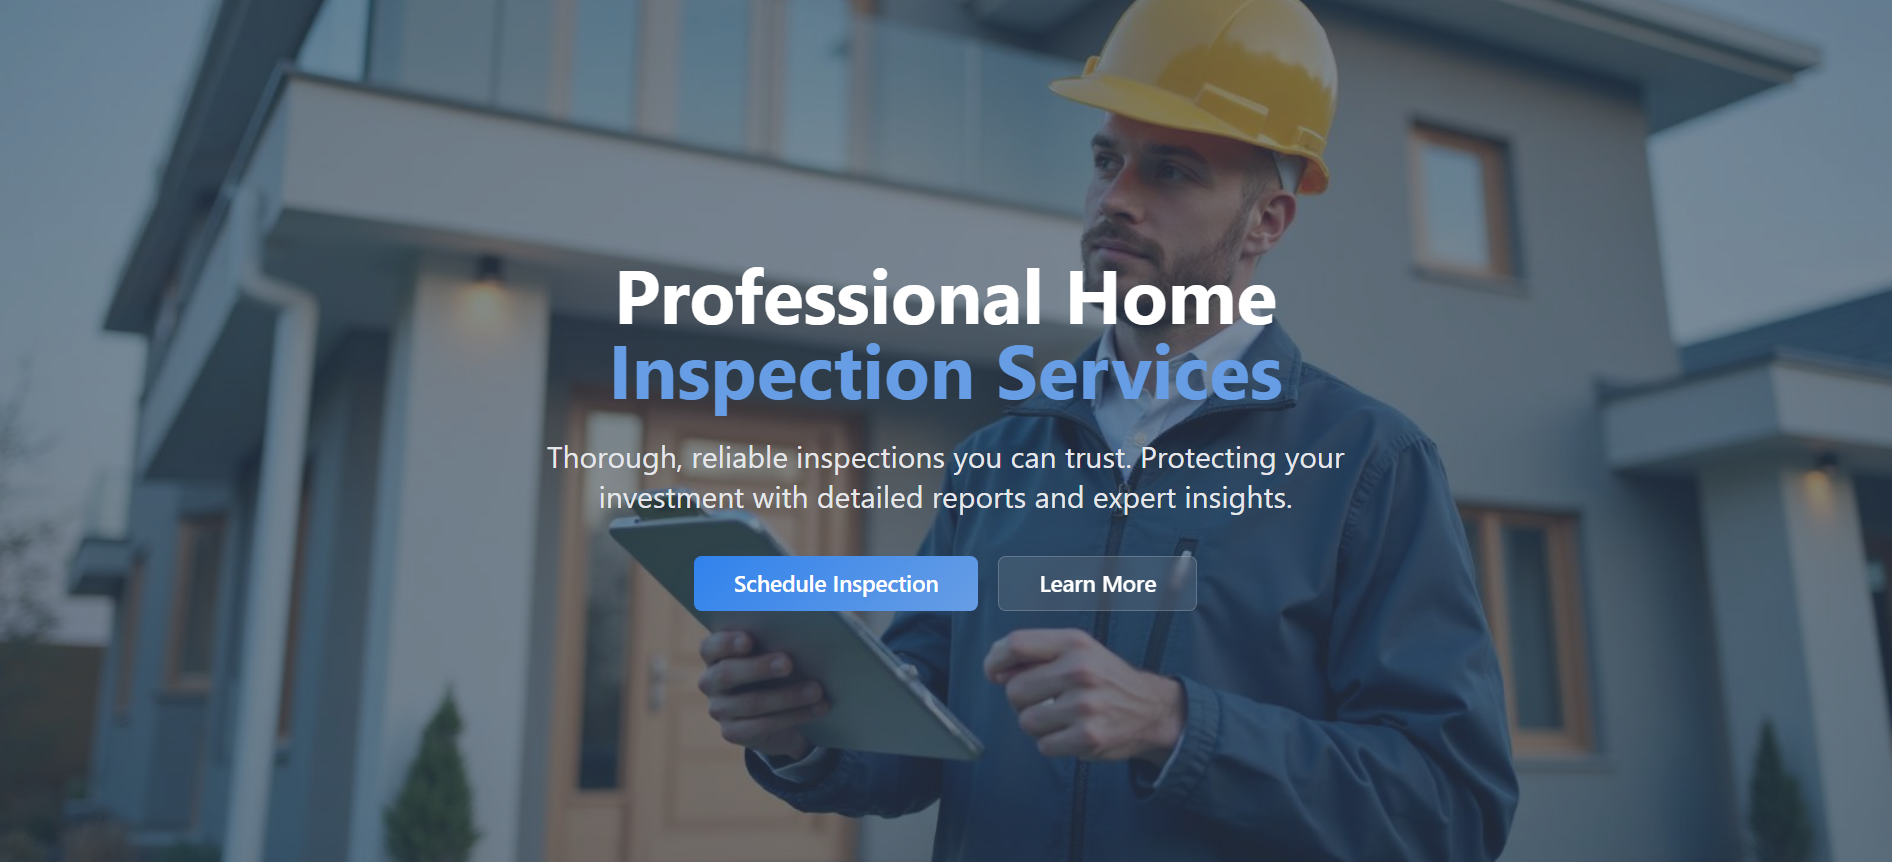 Professional Home
Inspection Services
Thorough, reliable inspections you can trust. Protecting your
investment with detailed reports and expert insights.
Schedule Inspection
Learn More